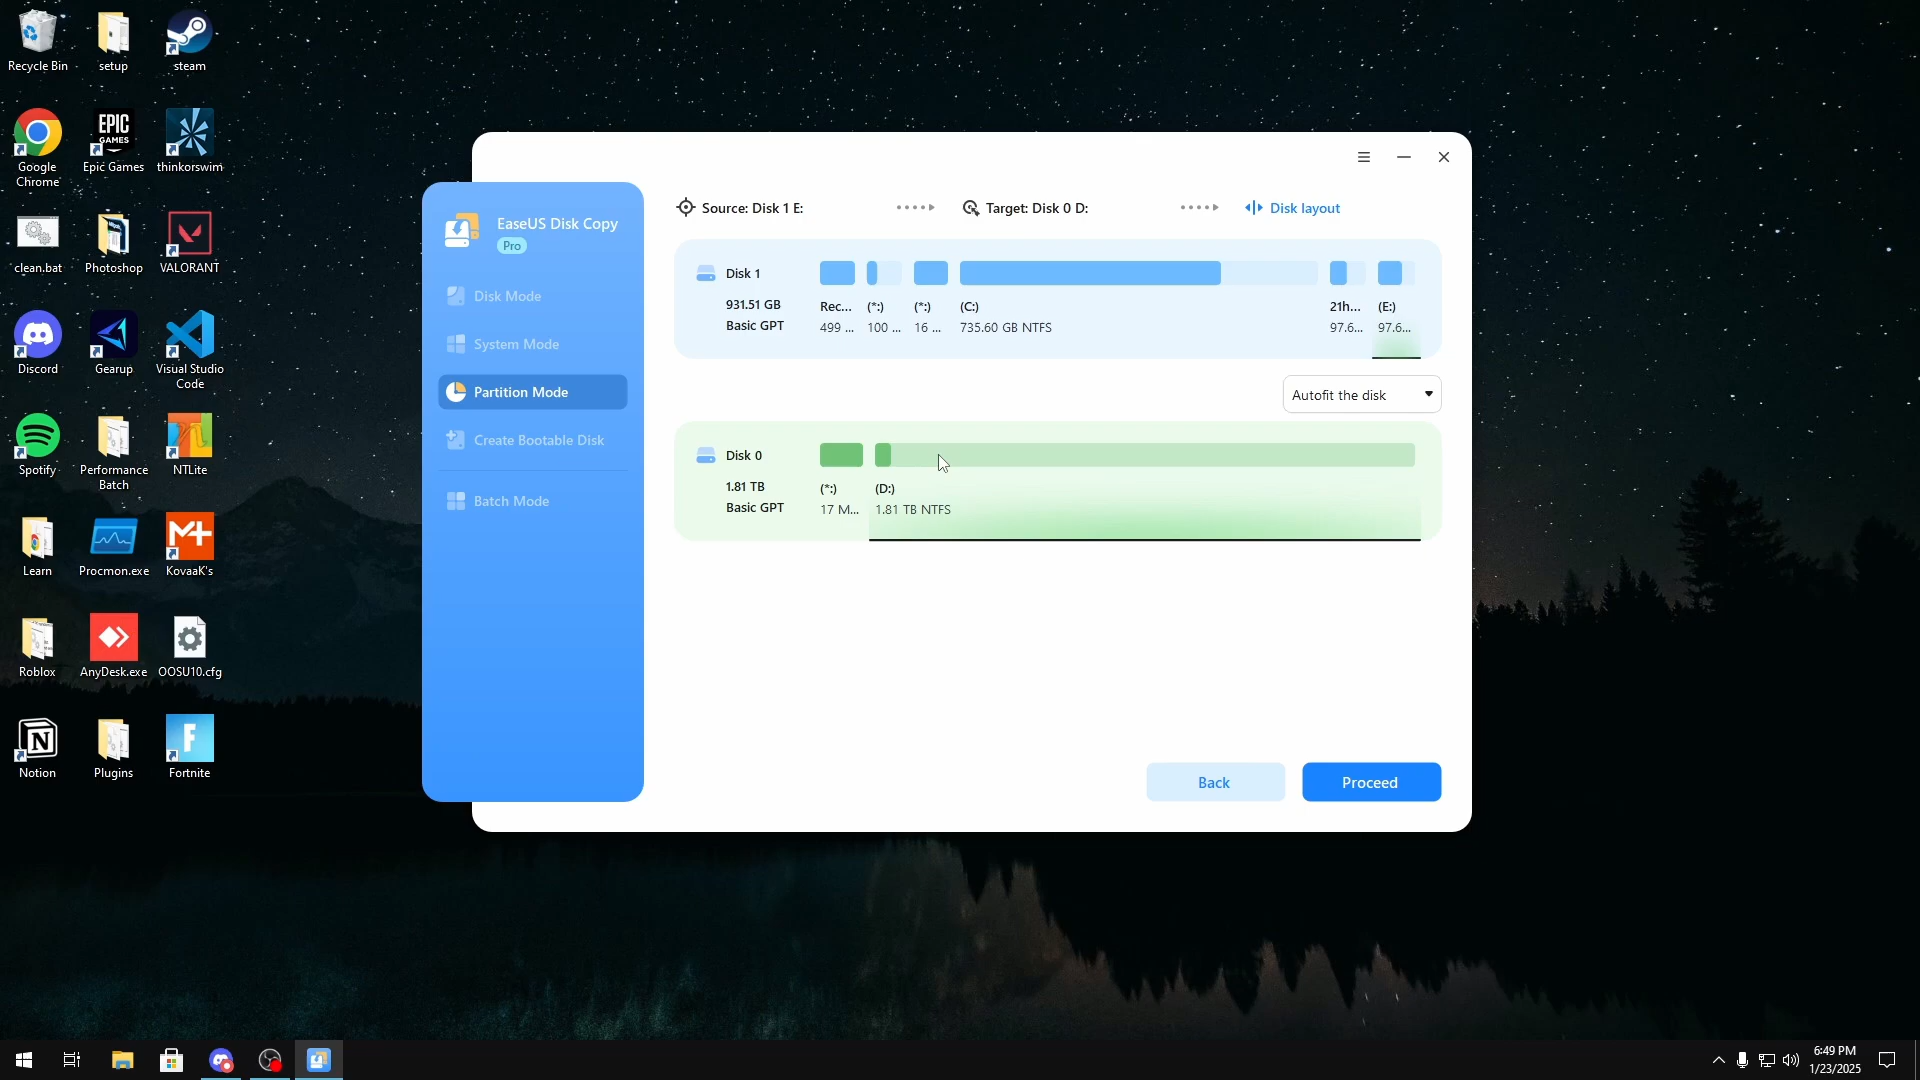 Recycle Bin
setup
steam
Google
Chrome
EPIC
GAMES
Epic Games
thinkorswim
clean.bat
Photoshop
VALORANT
Discord
Gearup
Visual Studio
Code
Spotify
Performance
Batch
NTLite
Learn
Procmon.exe
M+
KovaaK's
Roblox
AnyDesk.exe
OOSU10.cfg
Notion
Plugins
Fortnite
EaseUS Disk Copy
Pro
Disk Mode
System Mode
Partition Mode
Create Bootable Disk
Batch Mode
Source: Disk 1 E:
Target: Disk 0 D:
Disk layout
Disk 1
931.51 GB
Basic GPT
Rec...
499 ...
(*:)
100 ...
(*:)
16 ...
(C:)
735.60 GB NTFS
21h...
97.6...
(E:)
97.6...
Autofit the disk
Disk 0
1.81 TB
Basic GPT
(*:)
17 M...
(D:)
1.81 TB NTFS
Back
Proceed
6:49 PM
1/23/2025